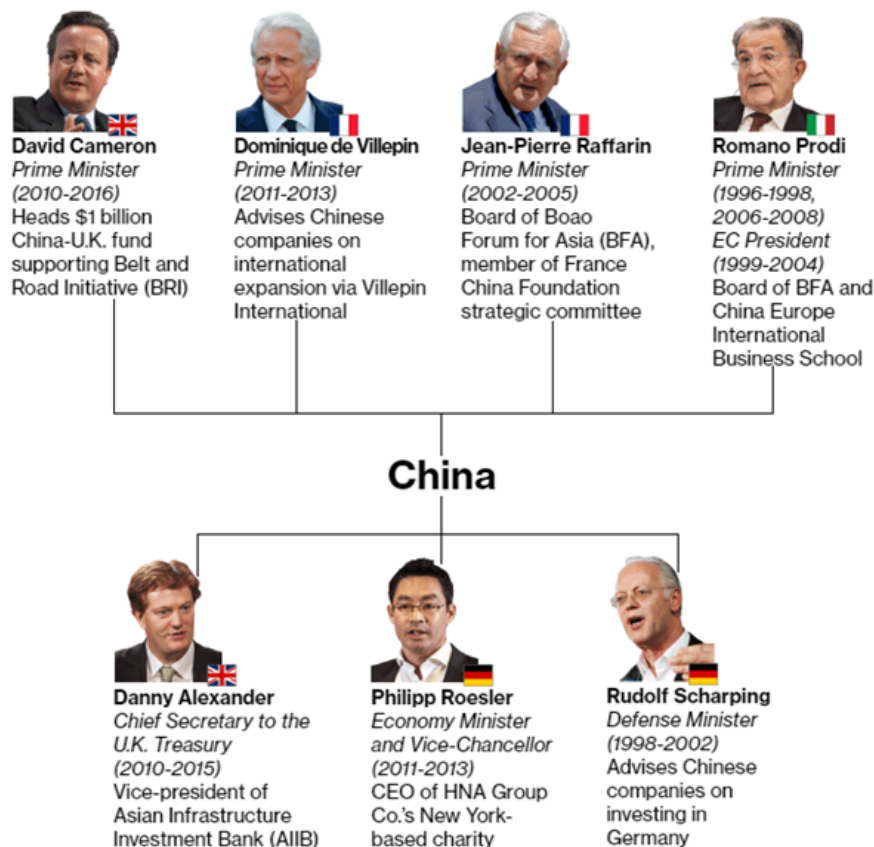 David Cameron
Prime Minister
(2010-2016)
Heads $1 billion
China-U.K. fund
supporting Belt and
Road Initiative (BRI)
Dominique de Villepin
Prime Minister
(2011-2013)
Advises Chinese
companies on
international
expansion via Villepin
International
Jean-Pierre Raffarin
Prime Minister
(2002-2005)
Board of Boao
Forum for Asia (BFA),
member of France
China Foundation
strategic committee
Romano Prodi
Prime Minister
(1996-1998,
2006-2008)
EC President
(1999-2004)
Board of BFA and
China Europe
International
Business School
China
Danny Alexander
Chief Secretary to the
U.K. Treasury
(2010-2015)
Vice-president of
Asian Infrastructure
Investment Bank (AIIB)
Philipp Roesler
Economy Minister
and Vice-Chancellor
(2011-2013)
CEO of HNA Group
Co.'s New York-
based charity
Rudolf Scharping
Defense Minister
(1998-2002)
Advises Chinese
companies on
investing in
Germany